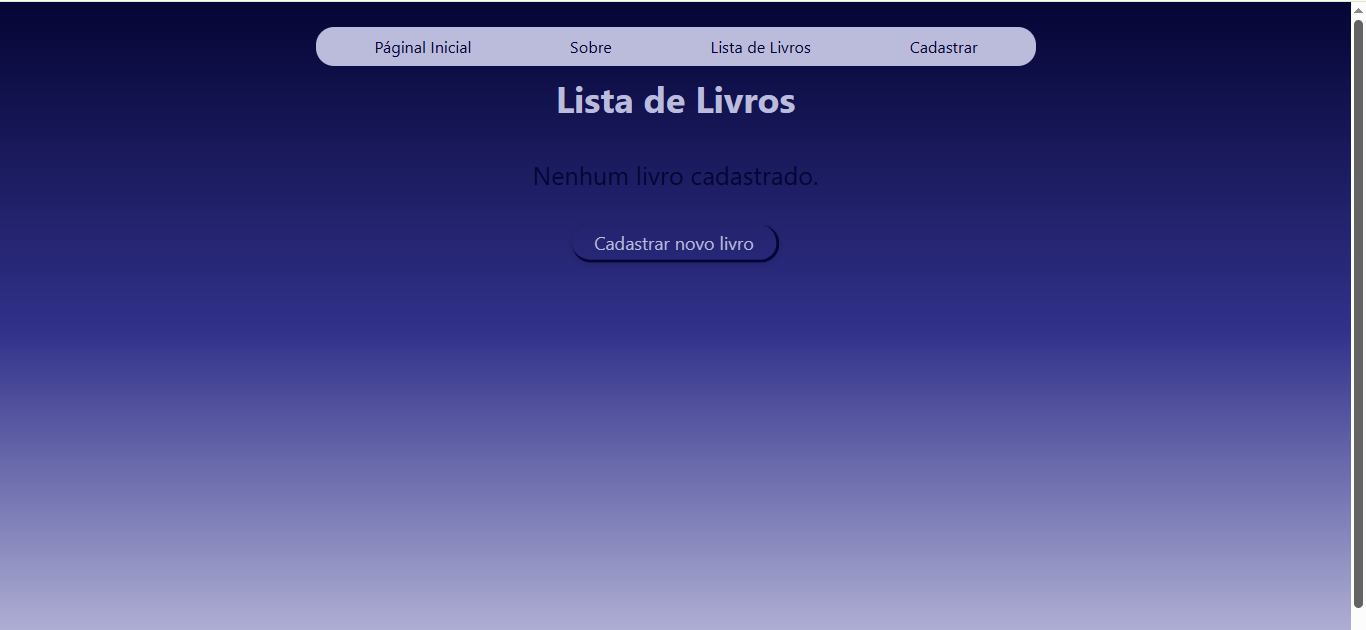 Páginal Inicial Sobre Lista de Livros Cadastrar
Lista de Livros
Nenhum livro cadastrado.
Cadastrar novo livro